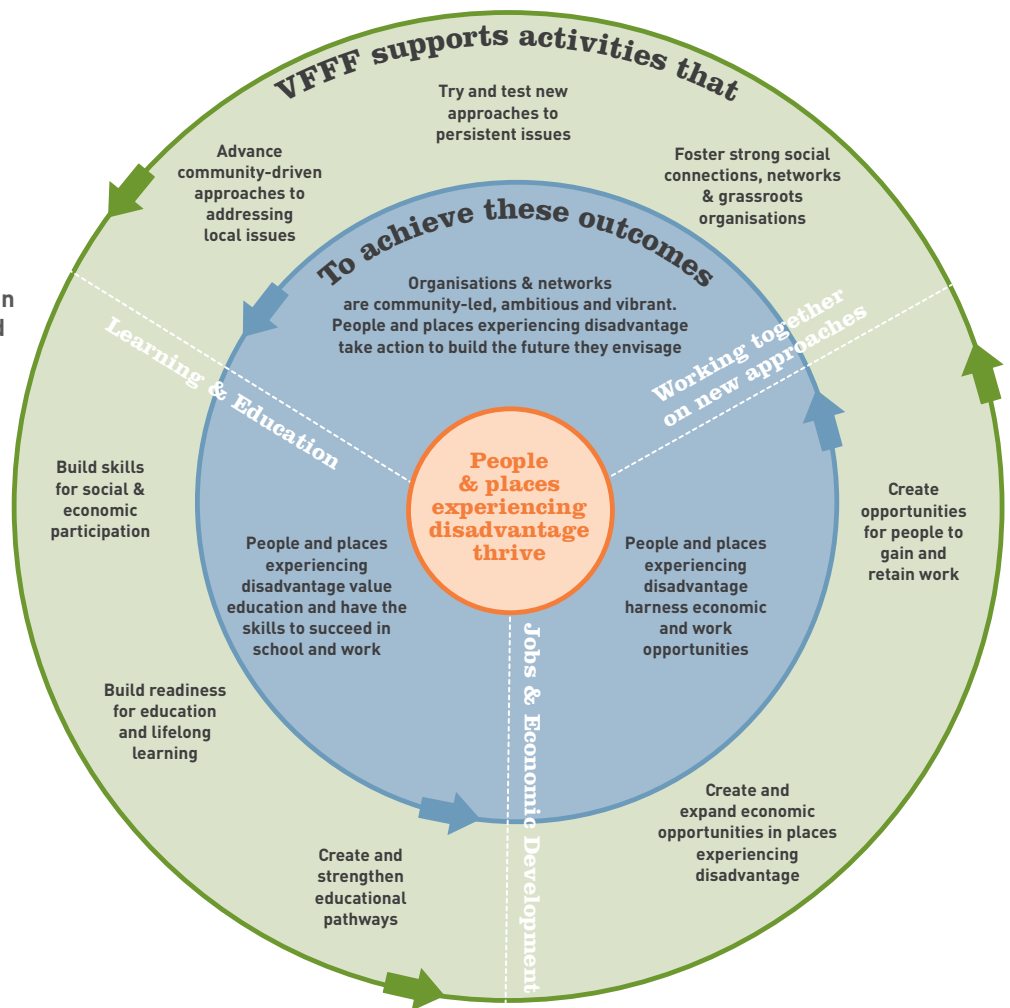 VFFF supports activities that
Try and test new
approaches to
persistent issues
Advance
community-driven
approaches to
addressing
local issues
Foster strong social
connections, networks
& grassroots
organisations
To achieve these outcomes
Organisations & networks
are community-led, ambitious and vibrant.
People and places experiencing disadvantage
take action to build the future they envisage
Learning & Education
Working together
on new approaches
People
& places
experiencing
disadvantage
thrive
Build skills
for social &
economic
participation
People and places
experiencing
disadvantage value
education and have the
skills to succeed in
school and work
People and places
experiencing
disadvantage
harness economic
and work
opportunities
Create
opportunities
for people to
gain and
retain work
Jobs & Economic Development
Build readiness
for education
and lifelong
learning
Create and
strengthen
educational
pathways
Create and
expand economic
opportunities in places
experiencing
disadvantage